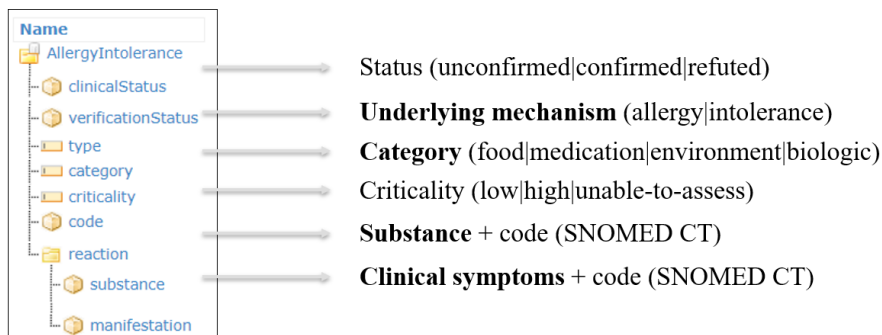 Name
AllergyIntolerance
clinicalStatus
verificationStatus
type
category
criticality
code
reaction
substance
manifestation
Status (unconfirmed|confirmed|refuted)
Underlying mechanism (allergy|intolerance)
Category (food|medication|environment|biologic)
Criticality (low|high|unable-to-assess)
Substance + code (SNOMED CT)
Clinical symptoms + code (SNOMED CT)